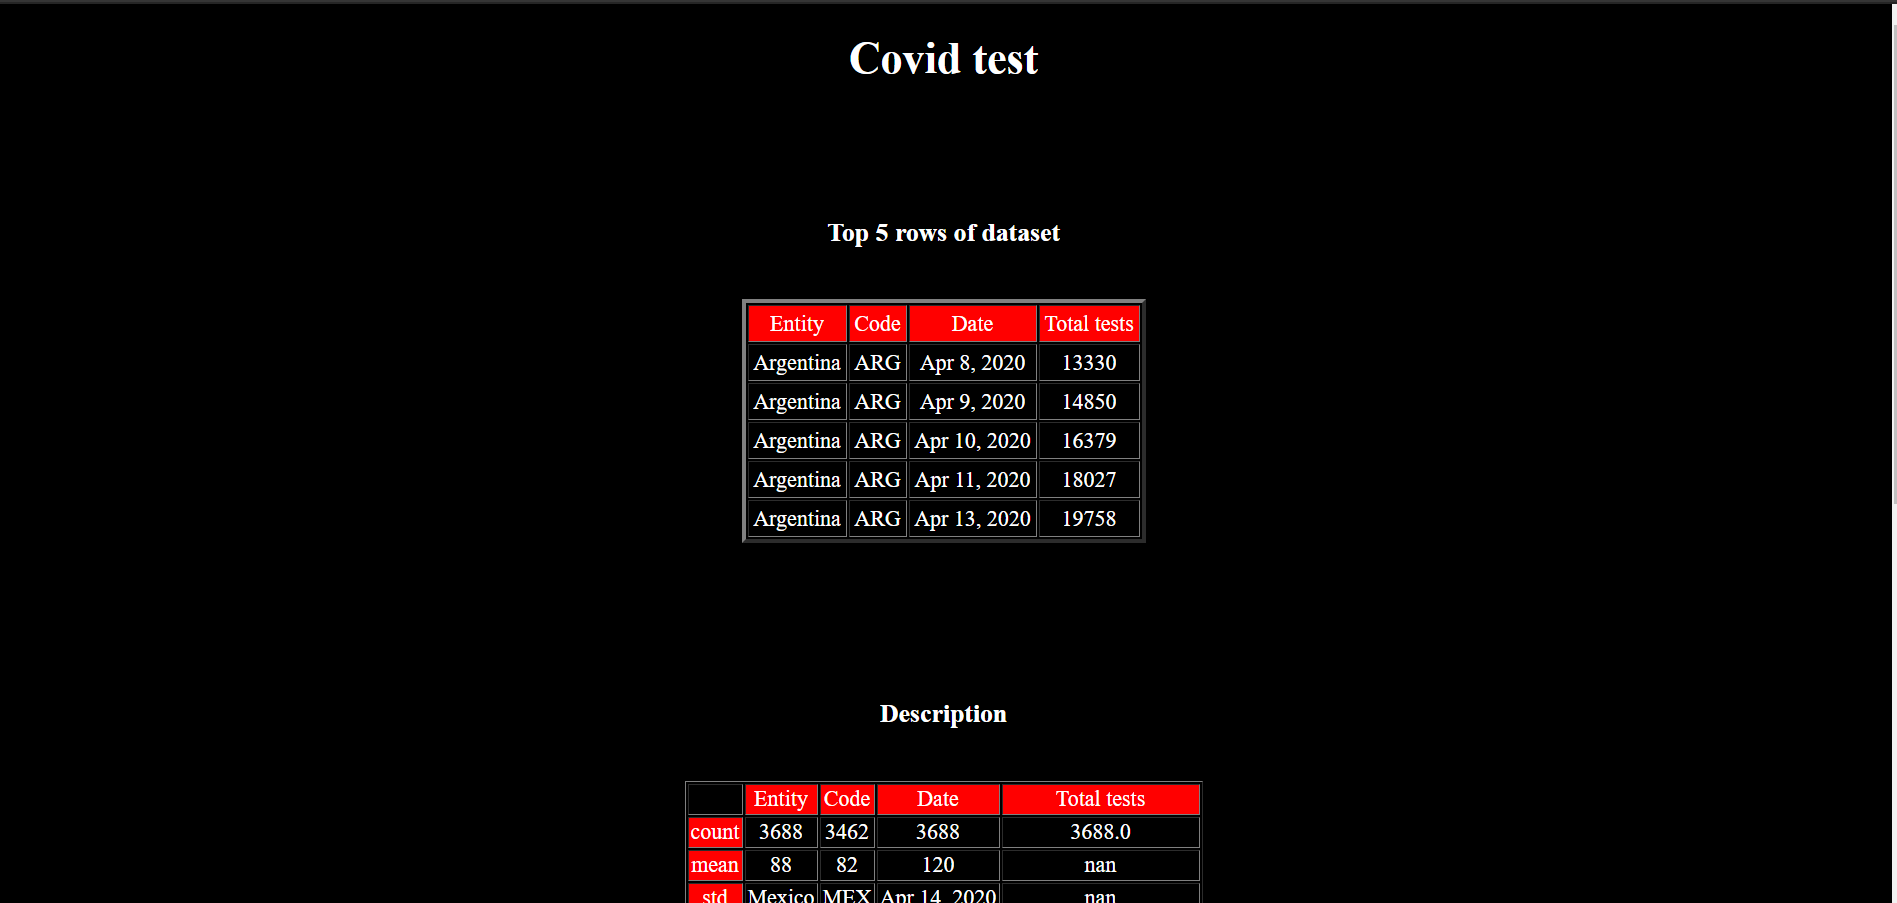 Covid test
Top 5 rows of dataset
Entity Code Date Total tests
Argentina ARG Apr 8, 2020 13330
Argentina ARG Apr 9, 2020 14850
Argentina ARG Apr 10, 2020 16379
Argentina ARG Apr 11, 2020 18027
Argentina ARG Apr 13, 2020 19758
Description
Entity Code Date Total tests
count 3688 3462 3688 3688.0
mean 88 82 120 nan
std Mexico MEX Apr 14, 2020 nan